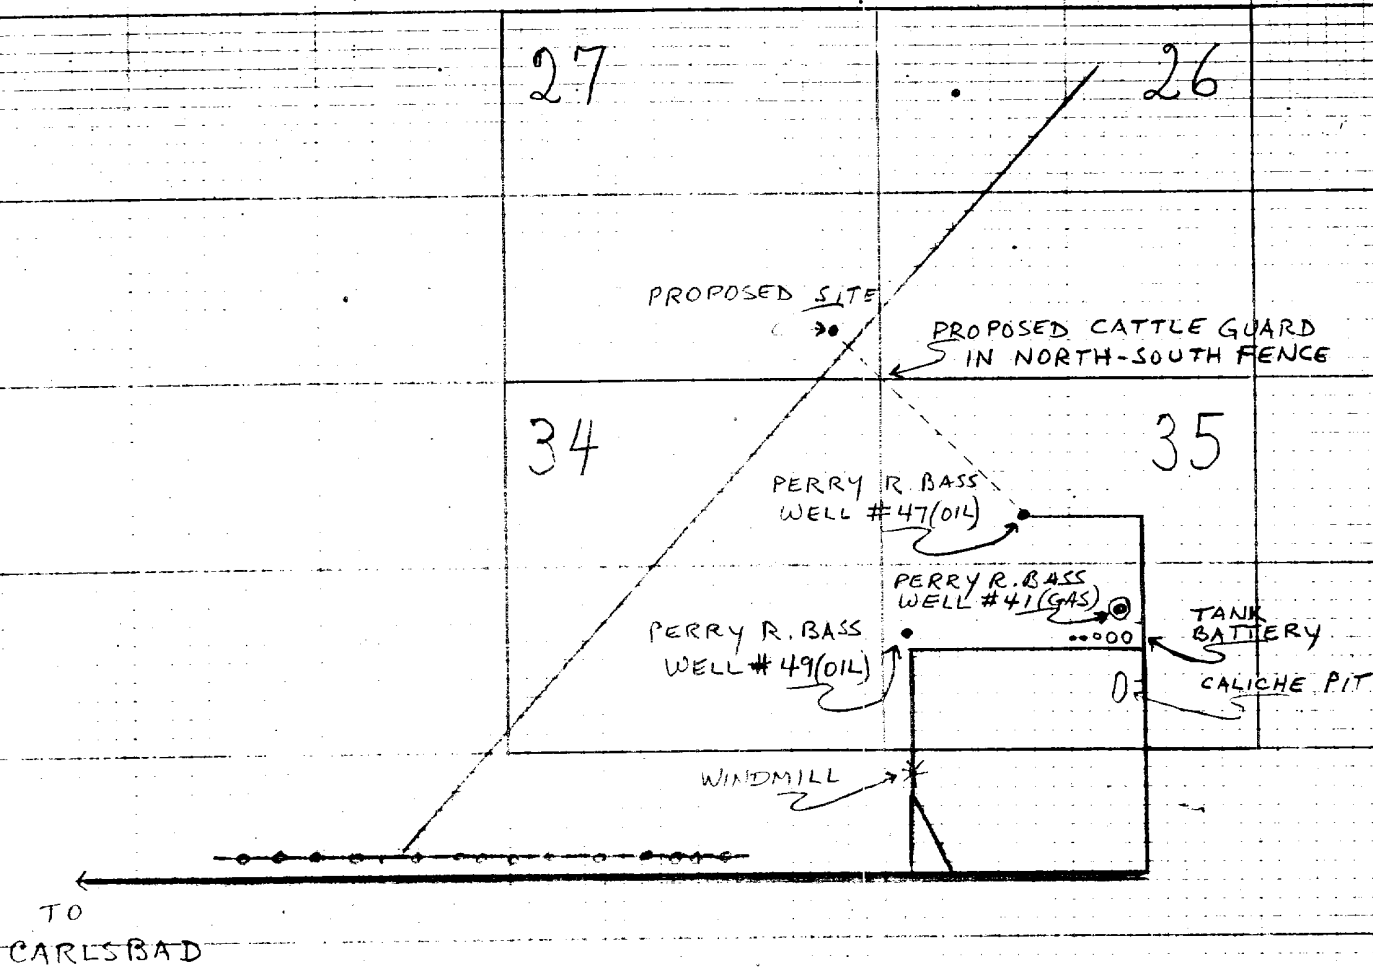 27
26
PROPOSED SITE
PROPOSED CATTLE GUARD
IN NORTH-SOUTH FENCE
34
35
PERRY R. BASS
WELL #47(OIL)
PERRY R. BASS
WELL #41(GAS)
TANK
BATTERY
PERRY R. BASS
WELL #49(OIL)
CALICHE PIT
WINDMILL
TO
CARLSBAD